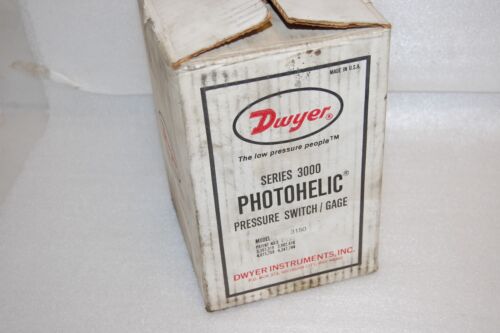 MADE IN U.S.A.
Dwyer®
The low pressure people™
SERIES 3000
PHOTOHELIC®
PRESSURE SWITCH / GAGE
MODEL 3150
DWYER INSTRUMENTS, INC.